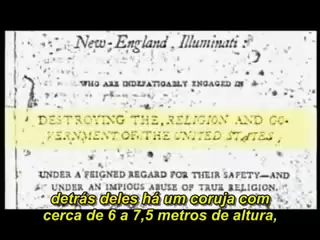 New-England Illuminati:
WHO ARE INDEFATIGABLY ENGAGED IN
DESTROYING THE RELIGION AND GO-
VERNMENT OF THE UNITED STATES,
UNDER A FEIGNED REGARD FOR THEIR SAFETY—AND
UNDER AN IMPIOUS ABUSE OF TRUE RELIGION.
detrás deles há um coruja com
cerca de 6 a 7,5 metros de altura,